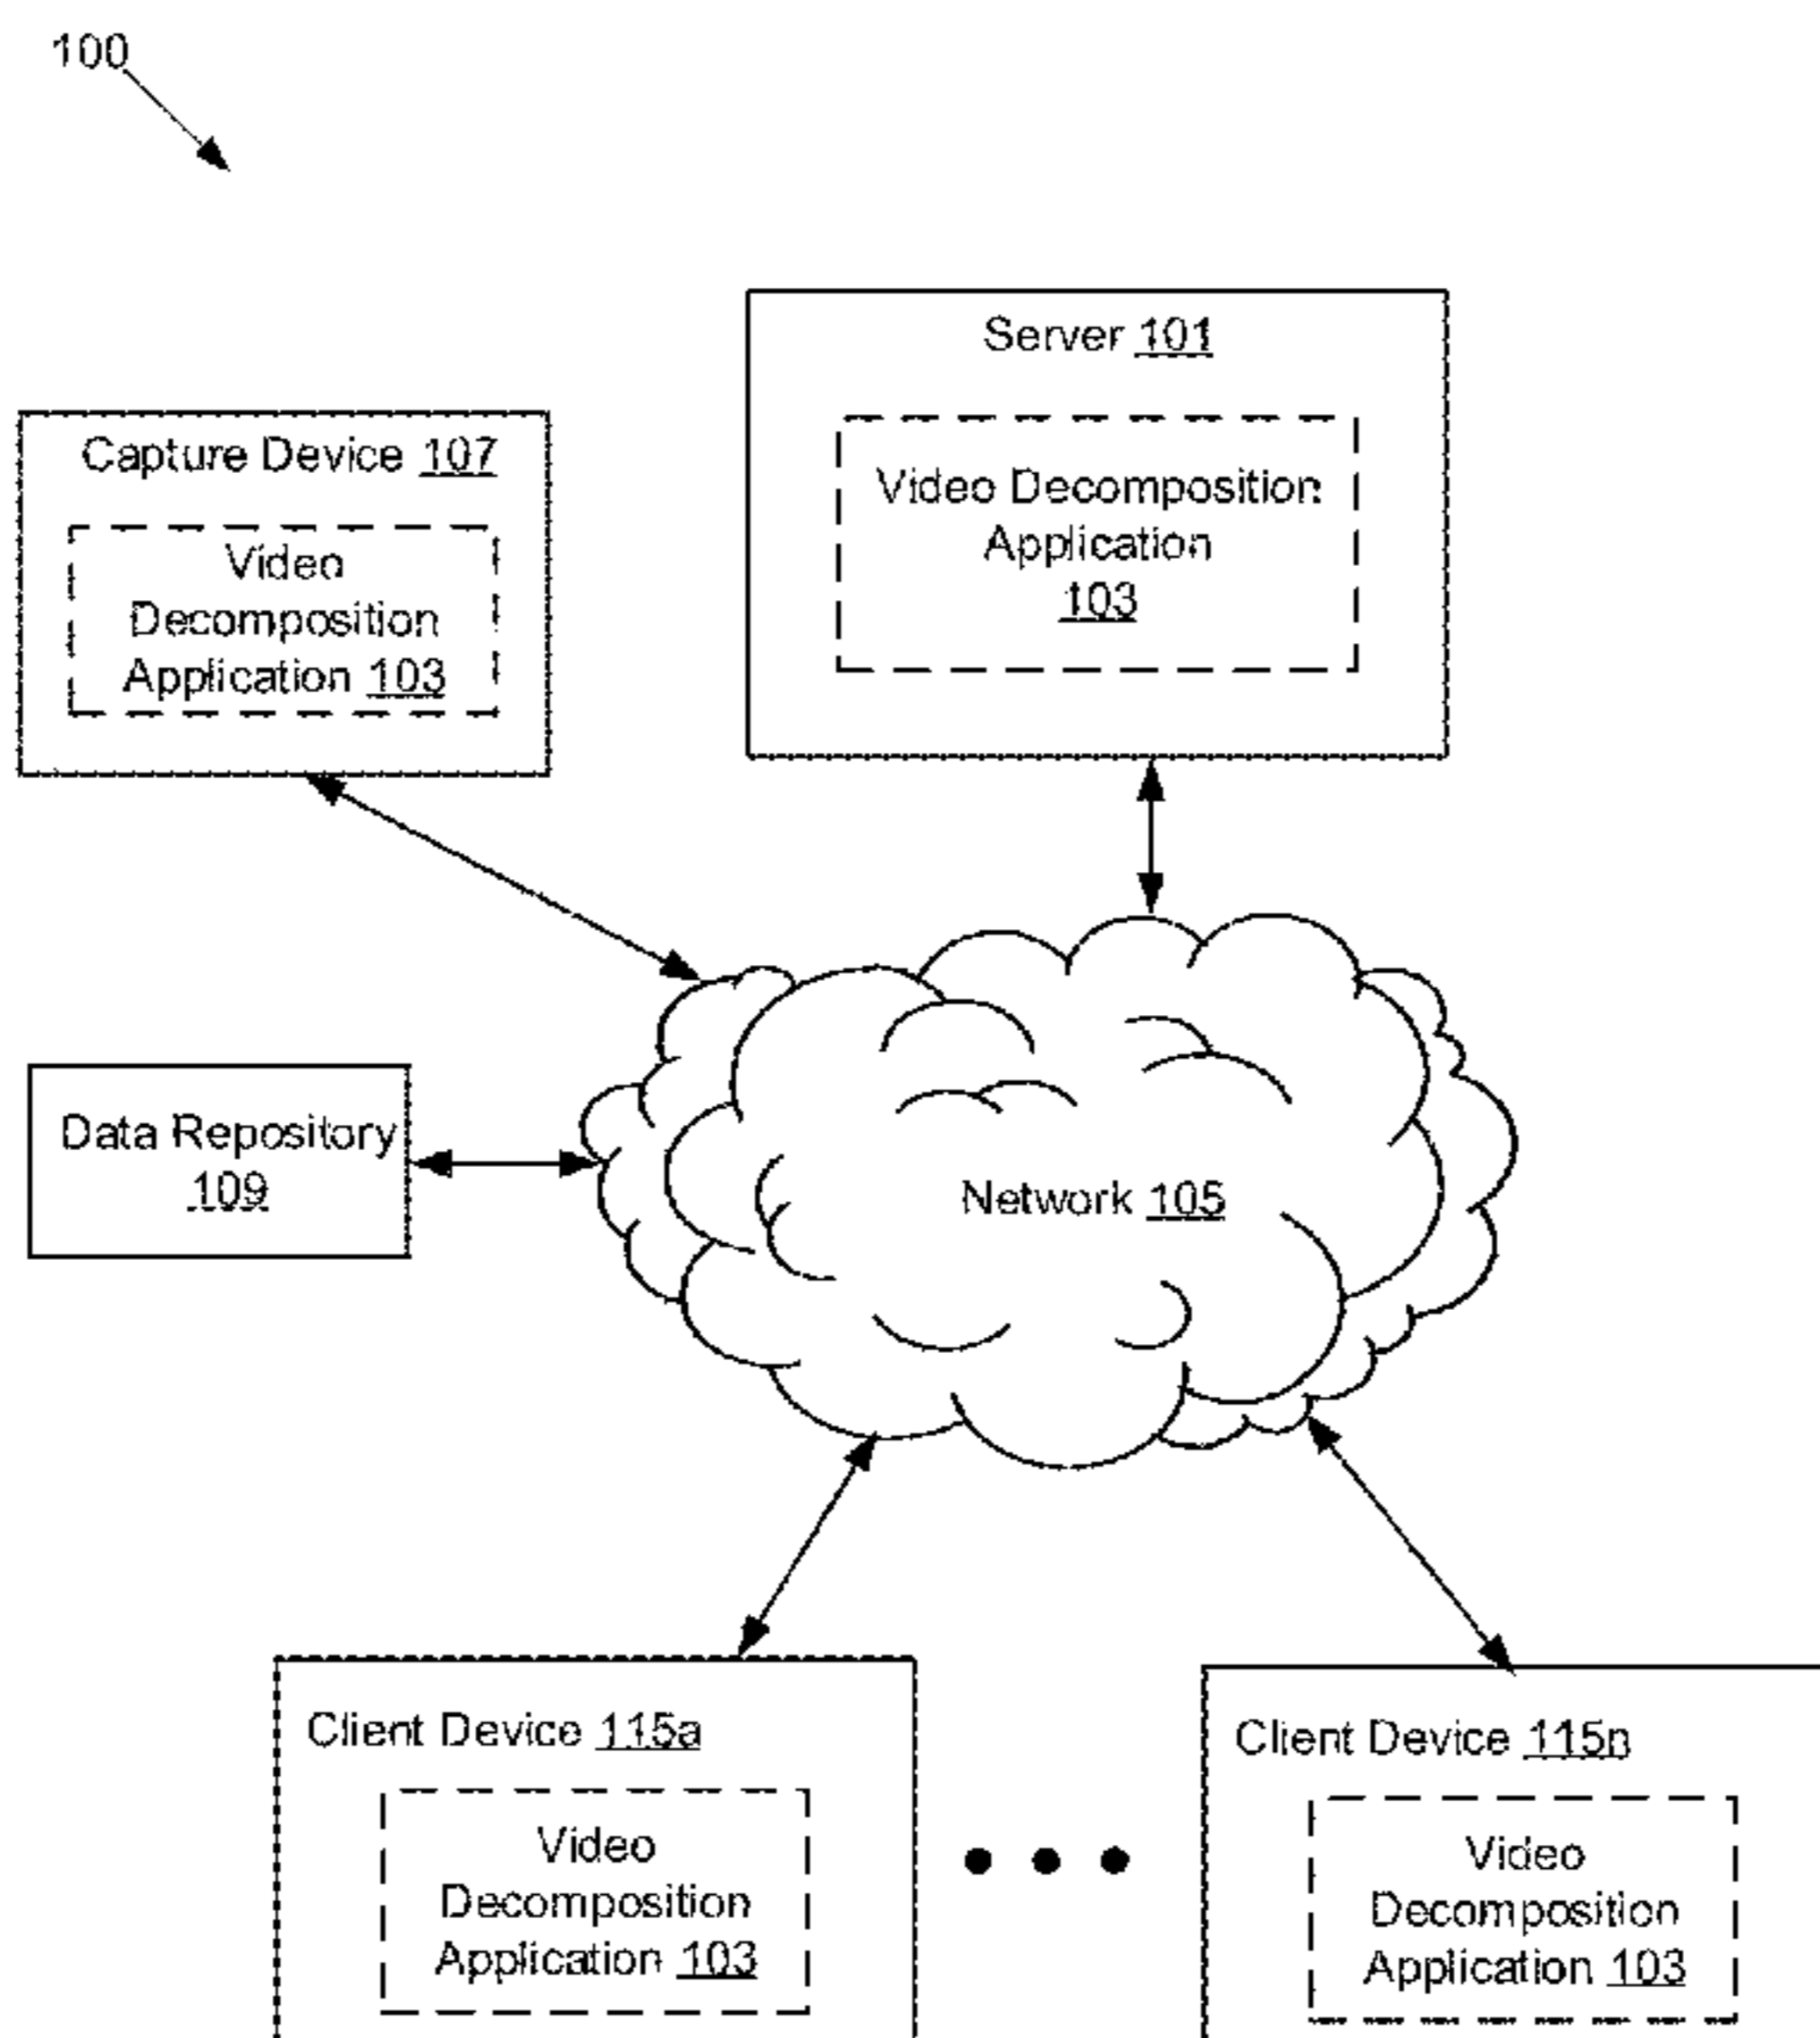 100
Server 101
Video Decomposition
Application
103
Capture Device 107
Video
Decomposition
Application 103
Data Repository
109
Network 105
Client Device 115a
Video
Decomposition
Application 103
Client Device 115n
Video
Decomposition
Application 103